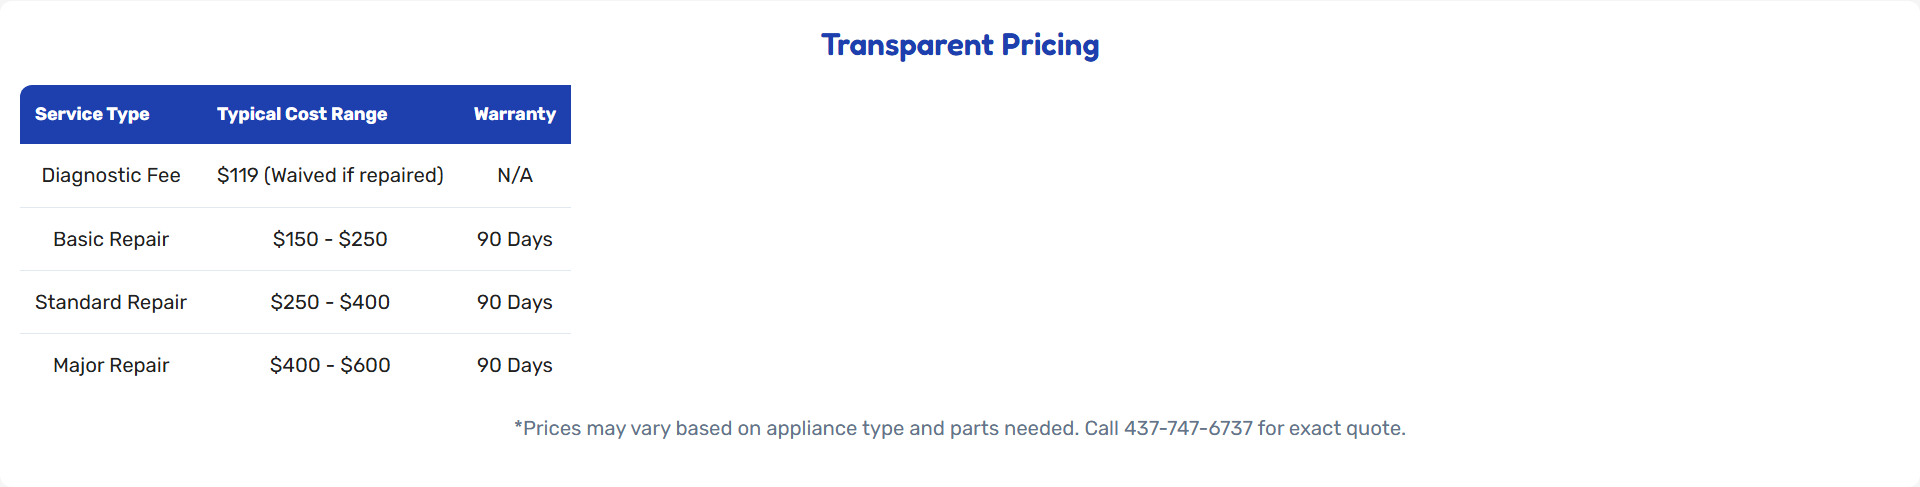 Transparent Pricing
Service Type Typical Cost Range Warranty
Diagnostic Fee $119 (Waived if repaired) N/A
Basic Repair $150 - $250 90 Days
Standard Repair $250 - $400 90 Days
Major Repair $400 - $600 90 Days
*Prices may vary based on appliance type and parts needed. Call 437-747-6737 for exact quote.